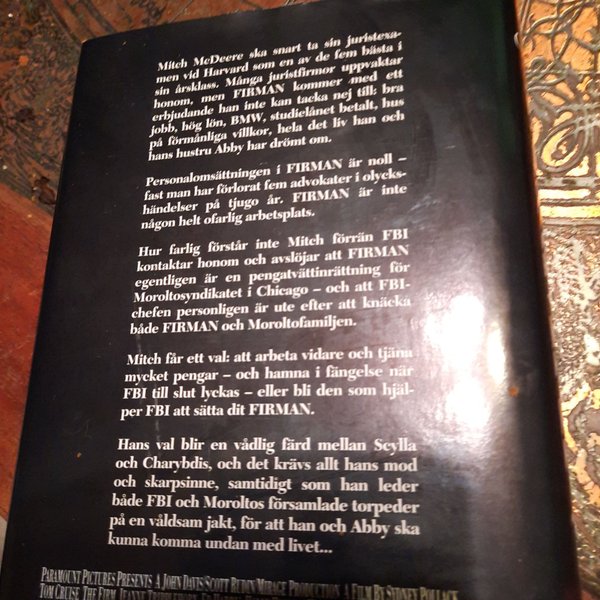 Mitch McDeere ska snart ta sin juristexa-
men vid Harvard som en av de fem bästa i
sin årsklass. Många juristfirmor uppvaktar
honom, men FIRMAN kommer med ett
erbjudande han inte kan tacka nej till: bra
jobb, hög lön, BMW, studielånet betalt, hus
på förmånliga villkor, hela det liv han och
hans hustru Abby har drömt om.
Personalomsättningen i FIRMAN är noll –
fast man har förlorat fem advokater i olycks-
händelser på tjugo år. FIRMAN är inte
någon helt ofarlig arbetsplats.
Hur farlig förstår inte Mitch förrän FBI
kontaktar honom och avslöjar att FIRMAN
egentligen är en pengatvättinrättning för
Moroltosyndikatet i Chicago – och att FBI-
chefen personligen är ute efter att knäcka
både FIRMAN och Moroltofamiljen.
Mitch får ett val: att arbeta vidare och tjäna
mycket pengar – och hamna i fängelse när
FBI till slut lyckas – eller bli den som hjäl-
per FBI att sätta dit FIRMAN.
Hans val blir en vådlig färd mellan Scylla
och Charybdis, och det krävs allt hans mod
och skarpsinne, samtidigt som han leder
både FBI och Moroltos församlade torpeder
på en våldsam jakt, för att han och Abby ska
kunna komma undan med livet...
PARAMOUNT PICTURES PRESENTS A JOHN DAVIS/SCOTT RUDIN/MIRAGE PRODUCTION A FILM BY SYDNEY POLLACK
TOM CRUISE THE FIRM JEANNE TRIPPLEHORN